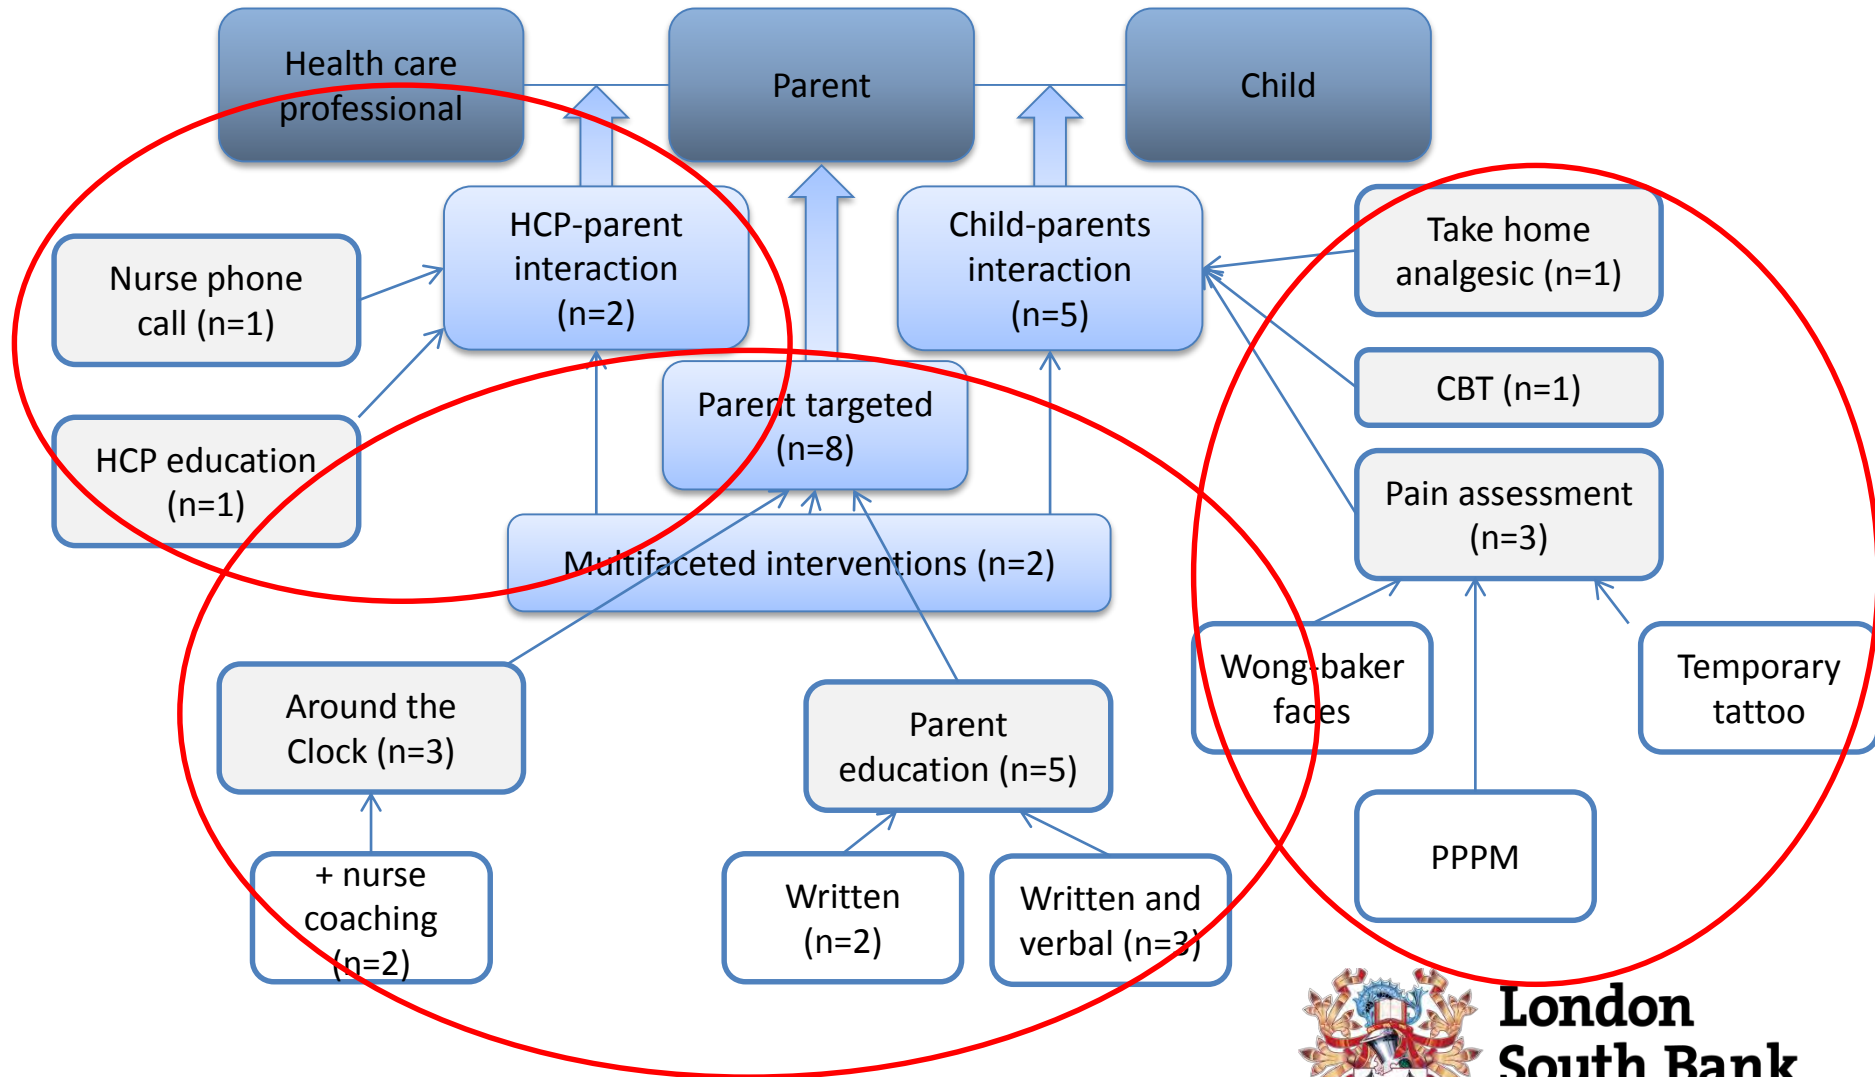 Health care
professional
Parent
Child
HCP-parent
interaction
(n=2)
Child-parents
interaction
(n=5)
Take home
analgesic (n=1)
Nurse phone
call (n=1)
CBT (n=1)
Parent targeted
(n=8)
HCP education
(n=1)
Pain assessment
(n=3)
Multifaceted interventions (n=2)
Wong-baker
faces
Temporary
tattoo
Around the
Clock (n=3)
Parent
education (n=5)
PPPM
+ nurse
coaching
(n=2)
Written
(n=2)
Written and
verbal (n=3)
London
South Bank